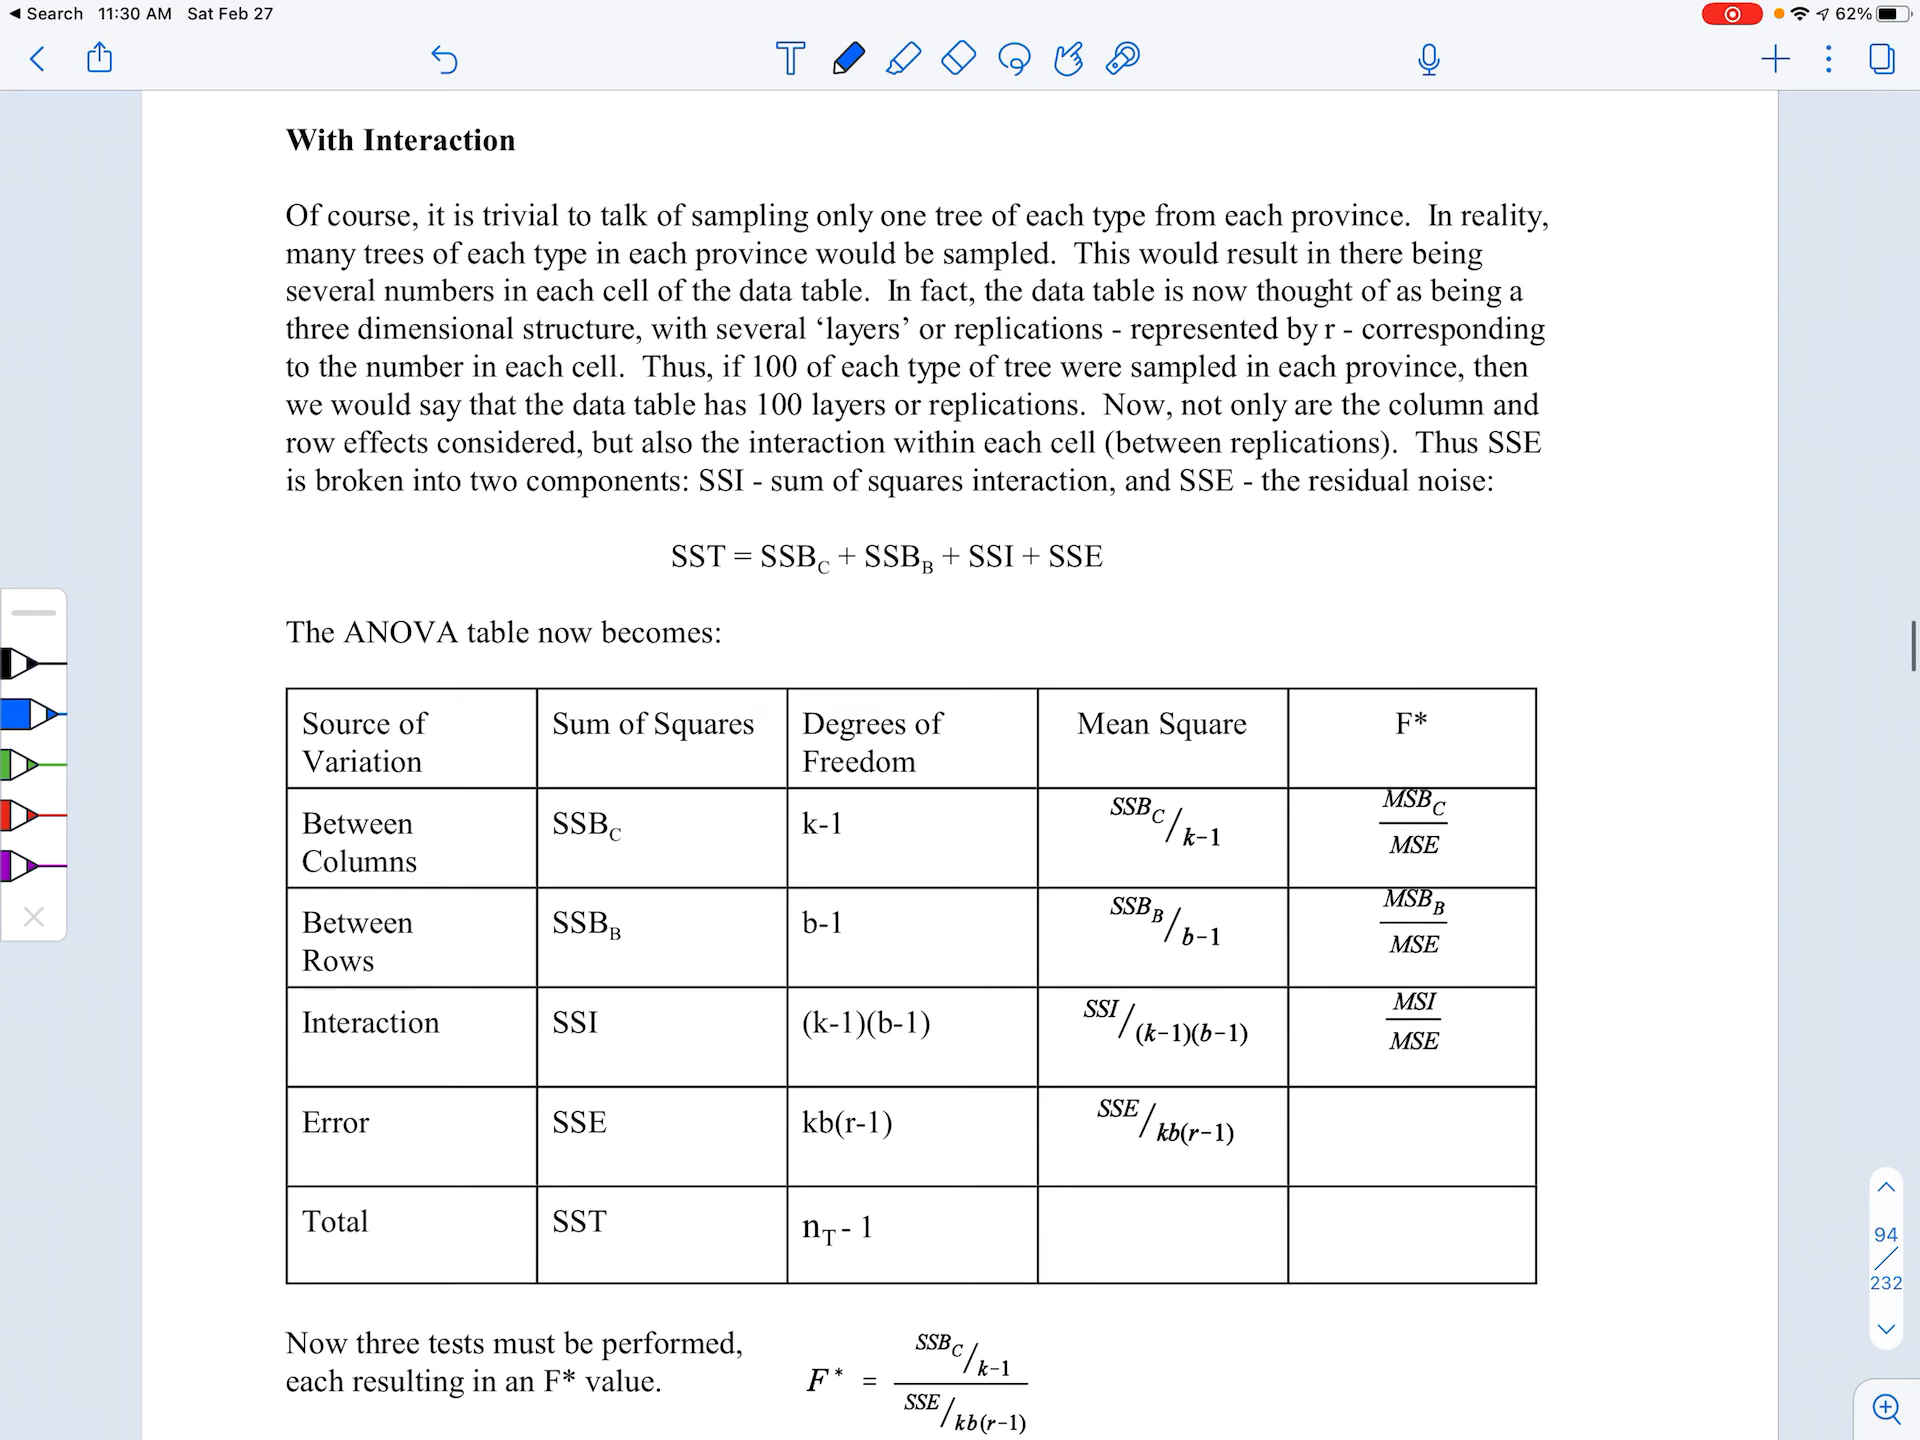 ◀ Search 11:30 AM Sat Feb 27
62%
With Interaction
Of course, it is trivial to talk of sampling only one tree of each type from each province. In reality,
many trees of each type in each province would be sampled. This would result in there being
several numbers in each cell of the data table. In fact, the data table is now thought of as being a
three dimensional structure, with several ‘layers’ or replications - represented by r - corresponding
to the number in each cell. Thus, if 100 of each type of tree were sampled in each province, then
we would say that the data table has 100 layers or replications. Now, not only are the column and
row effects considered, but also the interaction within each cell (between replications). Thus SSE
is broken into two components: SSI - sum of squares interaction, and SSE - the residual noise:
SST = SSB_C + SSB_B + SSI + SSE
The ANOVA table now becomes:
Source of Variation Sum of Squares Degrees of Freedom Mean Square F*
Between Columns SSB_C k-1 SSB_C/k-1 MSB_C/MSE
Between Rows SSB_B b-1 SSB_B/b-1 MSB_B/MSE
Interaction SSI (k-1)(b-1) SSI/(k-1)(b-1) MSI/MSE
Error SSE kb(r-1) SSE/kb(r-1)
Total SST n_T - 1
Now three tests must be performed,
each resulting in an F* value.
F* = SSB_C/k-1 / SSE/kb(r-1)
94
/
232